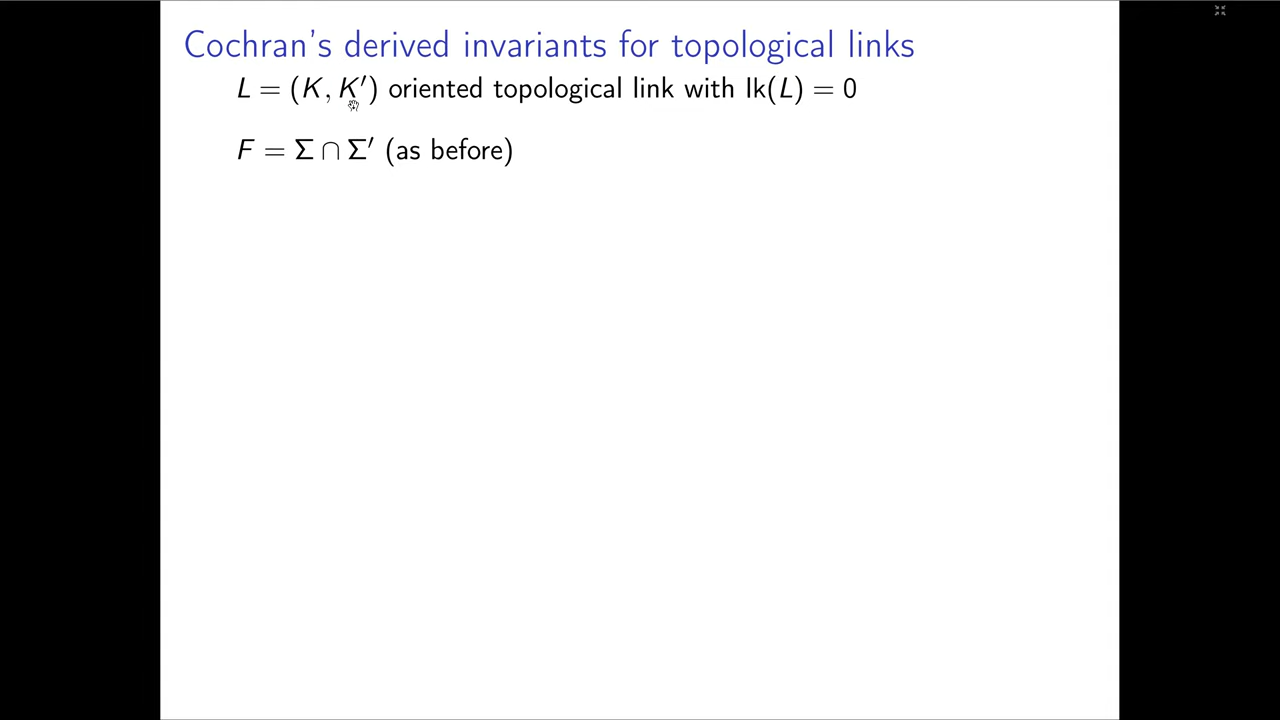 Cochran's derived invariants for topological links
L = (K, K′) oriented topological link with lk(L) = 0
F = Σ ∩ Σ′ (as before)